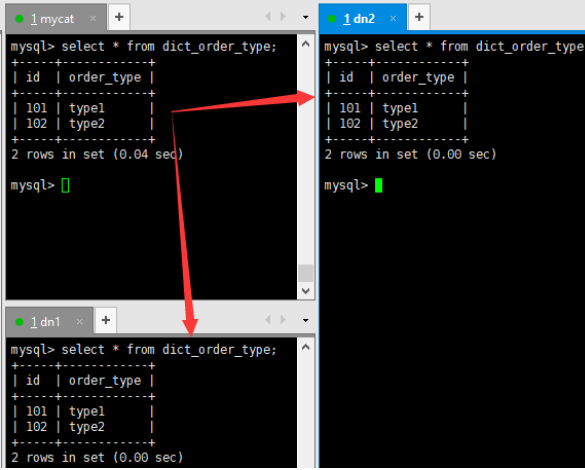 1 mycat × +
mysql> select * from dict_order_type;
+-----+------------+
| id  | order_type |
+-----+------------+
| 101 | type1      |
| 102 | type2      |
+-----+------------+
2 rows in set (0.04 sec)
mysql>
1 dn2 × +
mysql> select * from dict_order_type
+-----+------------+
| id  | order_type |
+-----+------------+
| 101 | type1      |
| 102 | type2      |
+-----+------------+
2 rows in set (0.00 sec)
mysql>
1 dn1 × +
mysql> select * from dict_order_type;
+-----+------------+
| id  | order_type |
+-----+------------+
| 101 | type1      |
| 102 | type2      |
+-----+------------+
2 rows in set (0.00 sec)